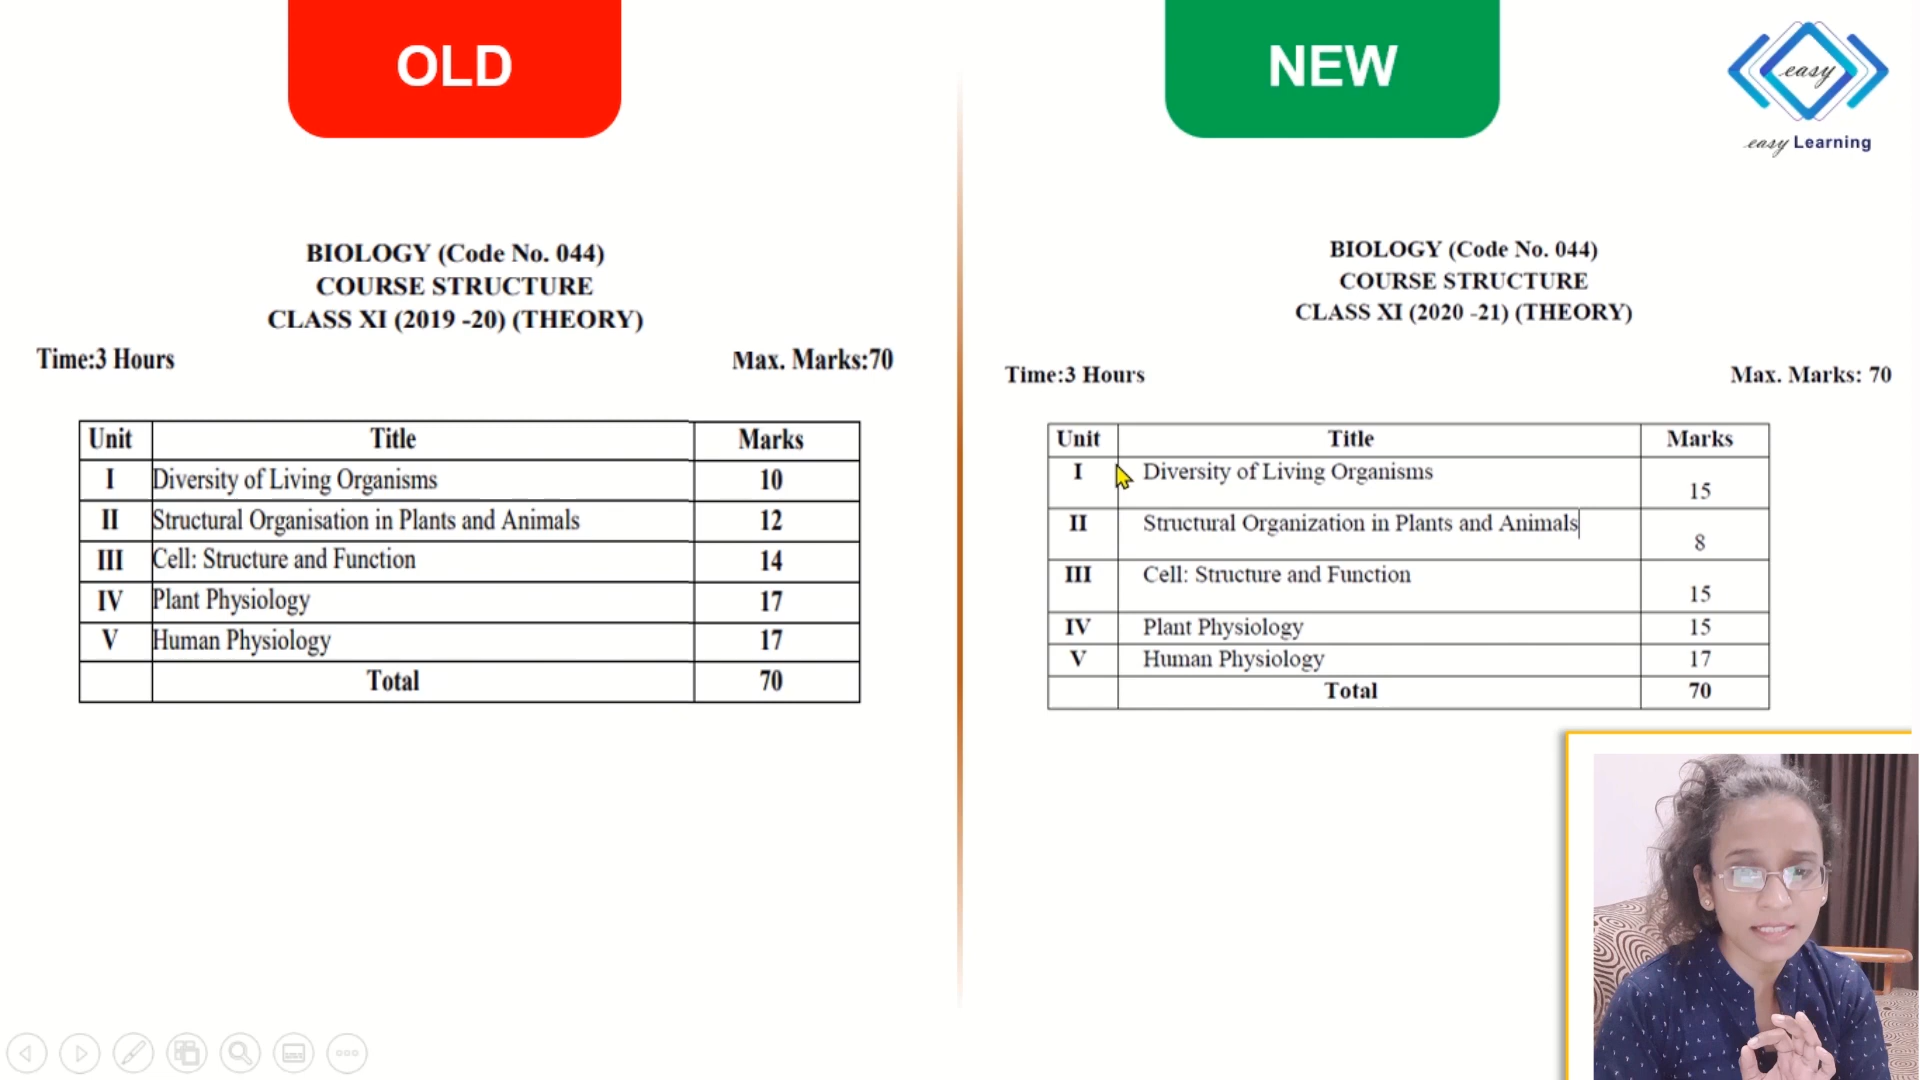 OLD
BIOLOGY (Code No. 044)
COURSE STRUCTURE
CLASS XI (2019 -20) (THEORY)
Time:3 Hours Max. Marks:70
Unit Title Marks
I Diversity of Living Organisms 10
II Structural Organisation in Plants and Animals 12
III Cell: Structure and Function 14
IV Plant Physiology 17
V Human Physiology 17
Total 70
NEW
easy
easy Learning
BIOLOGY (Code No. 044)
COURSE STRUCTURE
CLASS XI (2020 -21) (THEORY)
Time:3 Hours Max. Marks: 70
Unit Title Marks
I Diversity of Living Organisms 15
II Structural Organization in Plants and Animals 8
III Cell: Structure and Function 15
IV Plant Physiology 15
V Human Physiology 17
Total 70